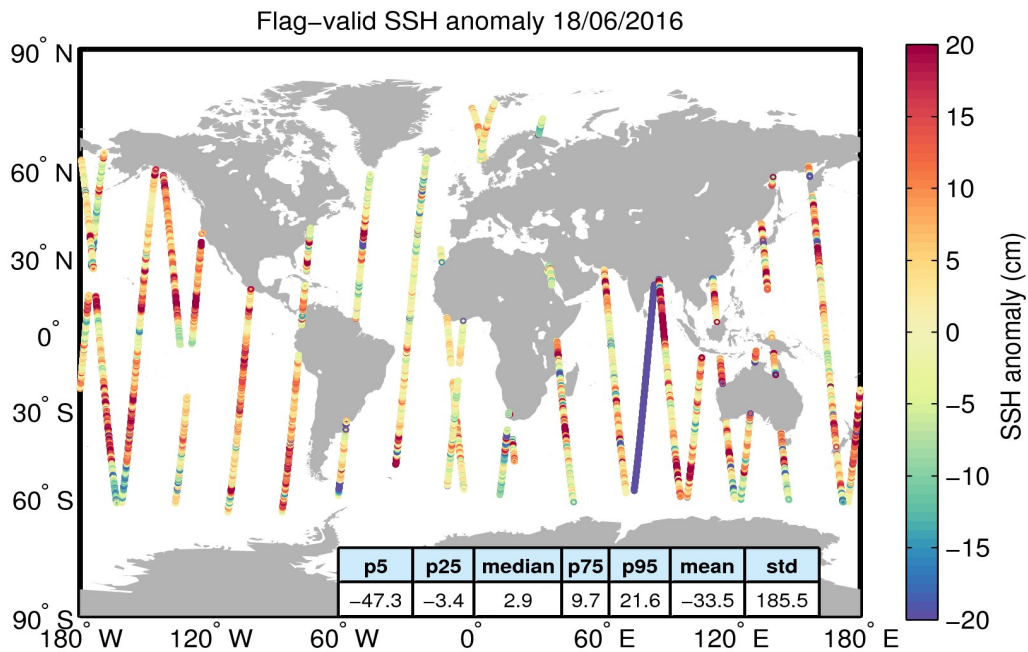 Flag−valid SSH anomaly 18/06/2016
90° N
60° N
30° N
0°
30° S
60° S
90° S
180° W
120° W
60° W
0°
60° E
120° E
180° E
p5 p25 median p75 p95 mean std
−47.3 −3.4 2.9 9.7 21.6 −33.5 185.5
20
15
10
5
0
−5
−10
−15
−20
SSH anomaly (cm)